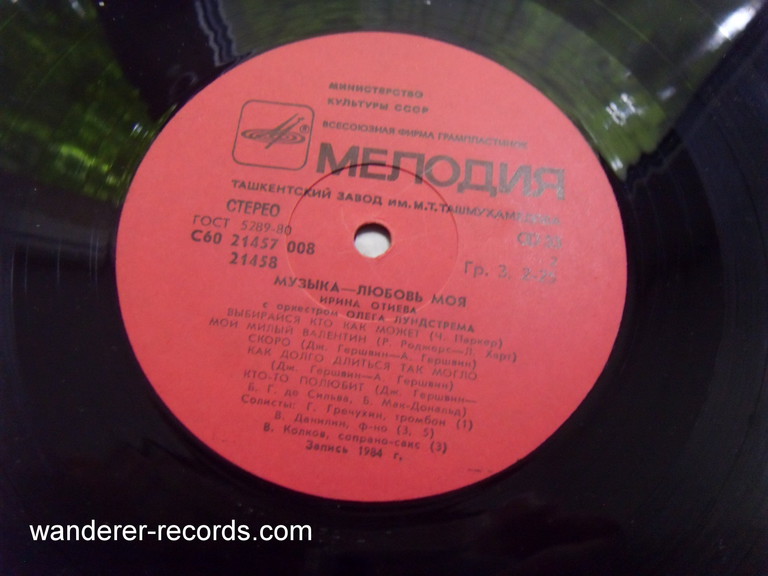 МИНИСТЕРСТВО
КУЛЬТУРЫ СССР
ВСЕСОЮЗНАЯ ФИРМА ГРАМПЛАСТИНОК
МЕЛОДИЯ
®
ТАШКЕНТСКИЙ ЗАВОД ИМ. М.Т. ТАШМУХАМЕДОВА
СТЕРЕО
ГОСТ 5289-80
С60 21457 008
21458
2
Гр. 3. 2-25
МУЗЫКА—ЛЮБОВЬ МОЯ
ИРИНА ОТИЕВА
с оркестром ОЛЕГА ЛУНДСТРЕМА
ВЫБИРАЙСЯ КТО КАК МОЖЕТ (Ч. Паркер)
МОЙ МИЛЫЙ ВАЛЕНТИН (Р. Роджерс—Л. Харт)
СКОРО (Дж. Гершвин—А. Гершвин)
КАК ДОЛГО ДЛИТЬСЯ ТАК МОГЛО
(Дж. Гершвин—А. Гершвин)
КТО-ТО ПОЛЮБИТ (Дж. Гершвин—
Б. Г. де Сильва, Б. Мак-Дональд)
Солисты: Г. Гречухин, тромбон (1)
В. Данилин, ф-но (3, 5)
В. Колков, сопрано-сакс (3)
Запись 1984 г.
wanderer-records.com